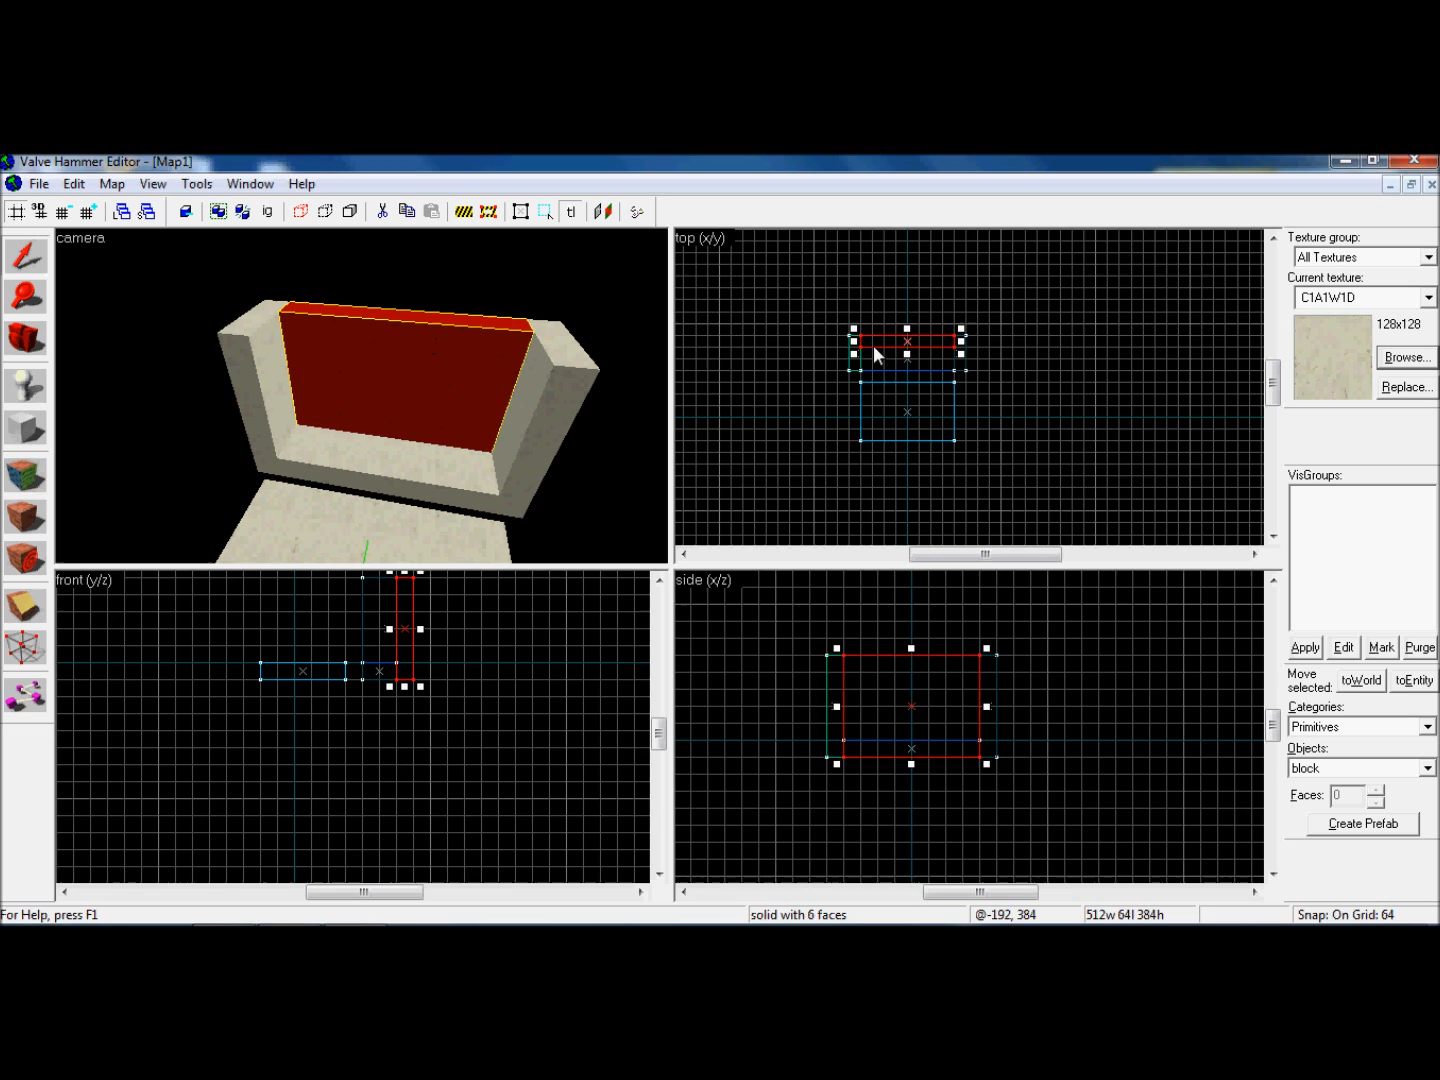 Valve Hammer Editor - [Map1]
File Edit Map View Tools Window Help
3D ig tl
camera
top (x/y)
front (y/z)
side (x/z)
Texture group:
All Textures
Current texture:
C1A1W1D
128x128
Browse...
Replace...
VisGroups:
Apply Edit Mark Purge
Move selected: toWorld toEntity
Categories:
Primitives
Objects:
block
Faces: 0
Create Prefab
For Help, press F1 solid with 6 faces @-192, 384 512w 64l 384h Snap: On Grid: 64